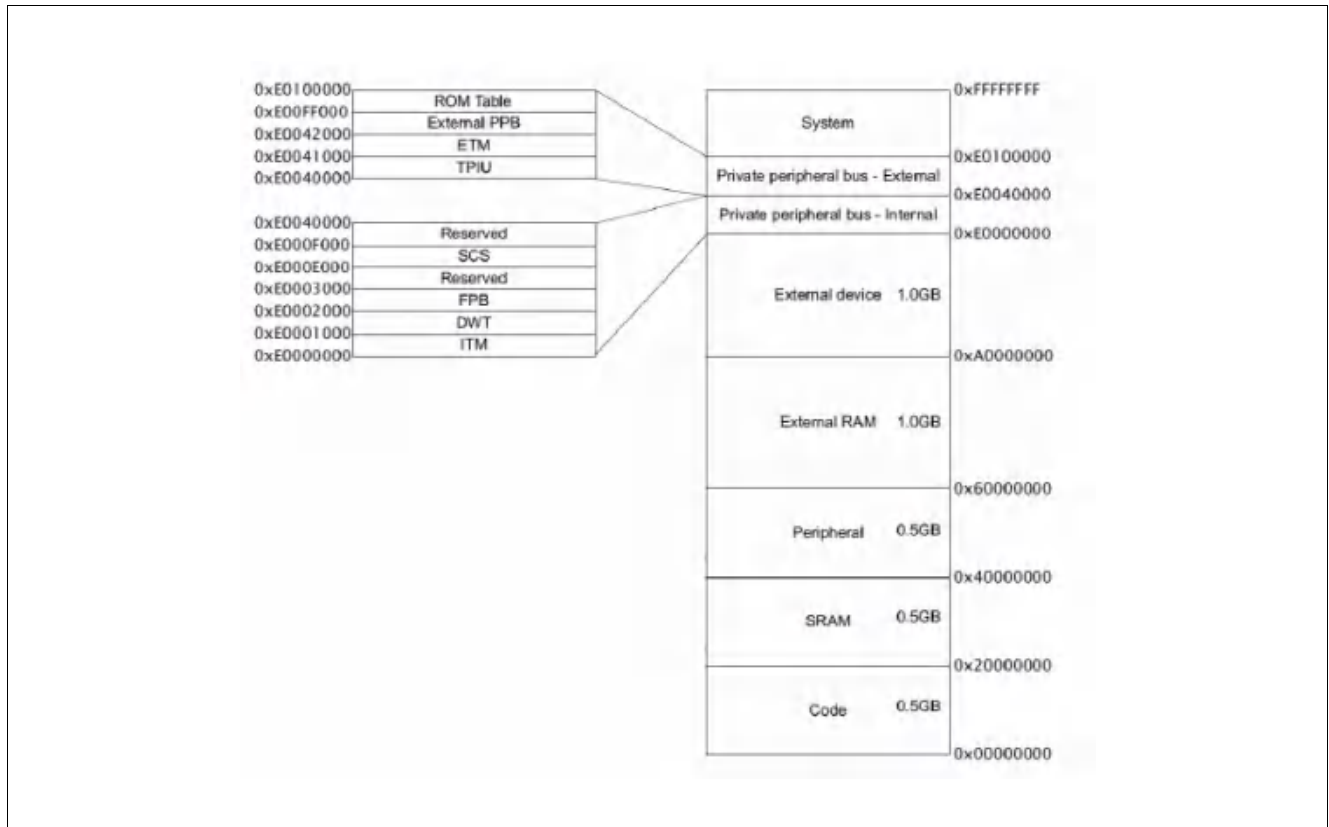 0xE0100000
ROM Table
0xE00FF000
External PPB
0xE0042000
ETM
0xE0041000
TPIU
0xE0040000
0xE0040000
Reserved
0xE000F000
SCS
0xE000E000
Reserved
0xE0003000
FPB
0xE0002000
DWT
0xE0001000
ITM
0xE0000000
0xFFFFFFFF
System
0xE0100000
Private peripheral bus - External
0xE0040000
Private peripheral bus - Internal
0xE0000000
External device 1.0GB
0xA0000000
External RAM 1.0GB
0x60000000
Peripheral 0.5GB
0x40000000
SRAM 0.5GB
0x20000000
Code 0.5GB
0x00000000